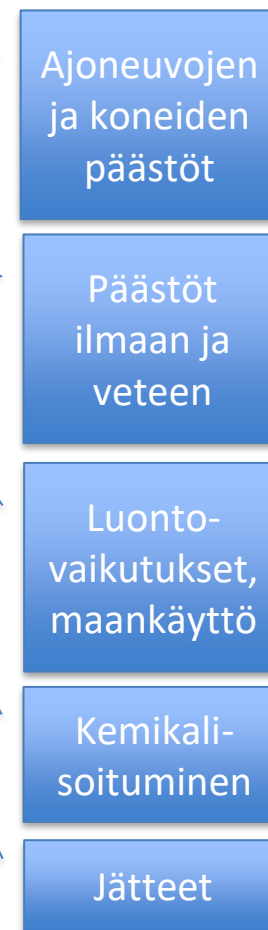 Ajoneuvojen
ja koneiden
päästöt
Päästöt
ilmaan ja
veteen
Luonto-
vaikutukset,
maankäyttö
Kemikali-
soituminen
Jätteet